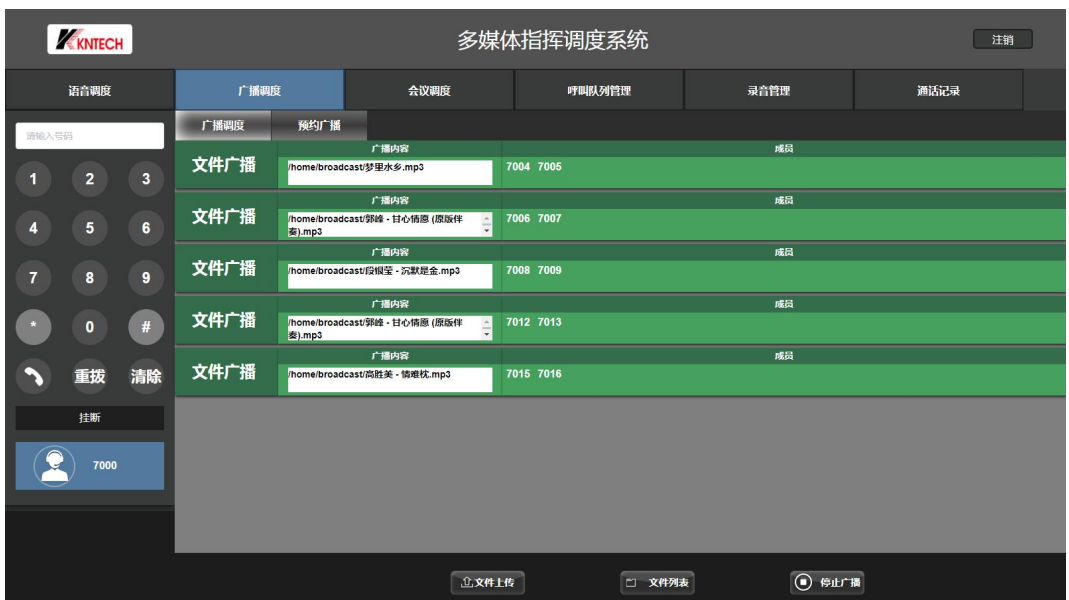 KNTECH
多媒体指挥调度系统
注销
语音调度
广播调度
会议调度
呼叫队列管理
录音管理
通话记录
请输入号码
1 2 3
4 5 6
7 8 9
* 0 #
重拨 清除
挂断
7000
广播调度 预约广播
广播内容 成员
文件广播
/home/broadcast/梦里水乡.mp3
7004 7005
广播内容 成员
文件广播
/home/broadcast/郭峰 - 甘心情愿 (原版伴
奏).mp3
7006 7007
广播内容 成员
文件广播
/home/broadcast/段银莹 - 沉默是金.mp3
7008 7009
广播内容 成员
文件广播
/home/broadcast/郭峰 - 甘心情愿 (原版伴
奏).mp3
7012 7013
广播内容 成员
文件广播
/home/broadcast/高胜美 - 情难枕.mp3
7015 7016
文件上传
文件列表
停止广播